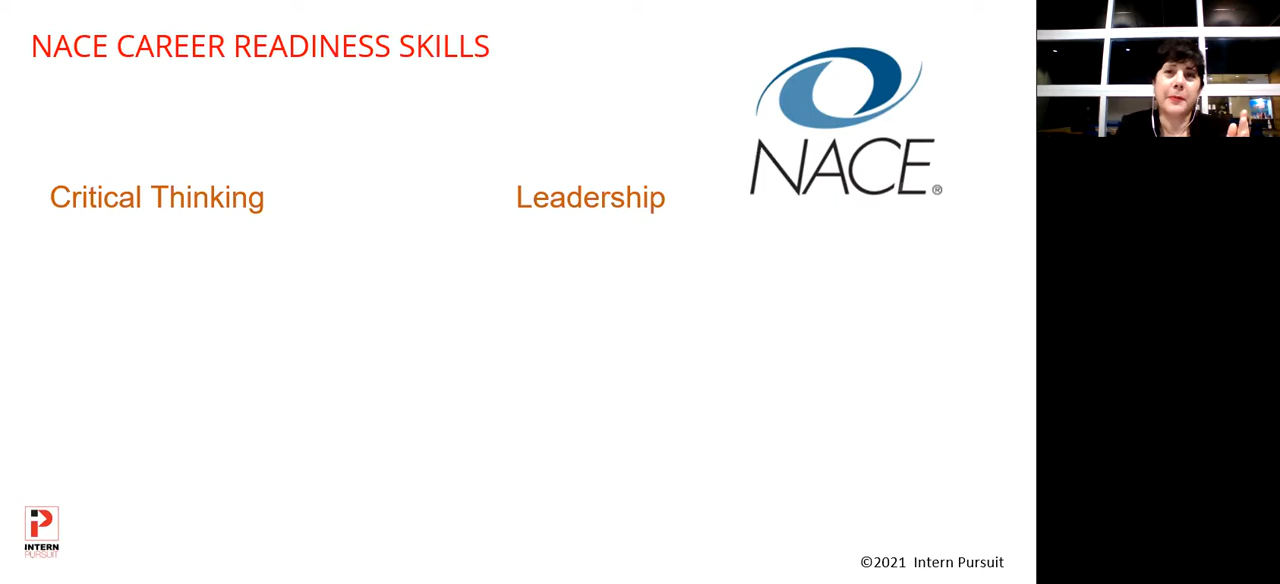 NACE CAREER READINESS SKILLS
NACE®
Critical Thinking
Leadership
INTERN
PURSUIT
©2021 Intern Pursuit